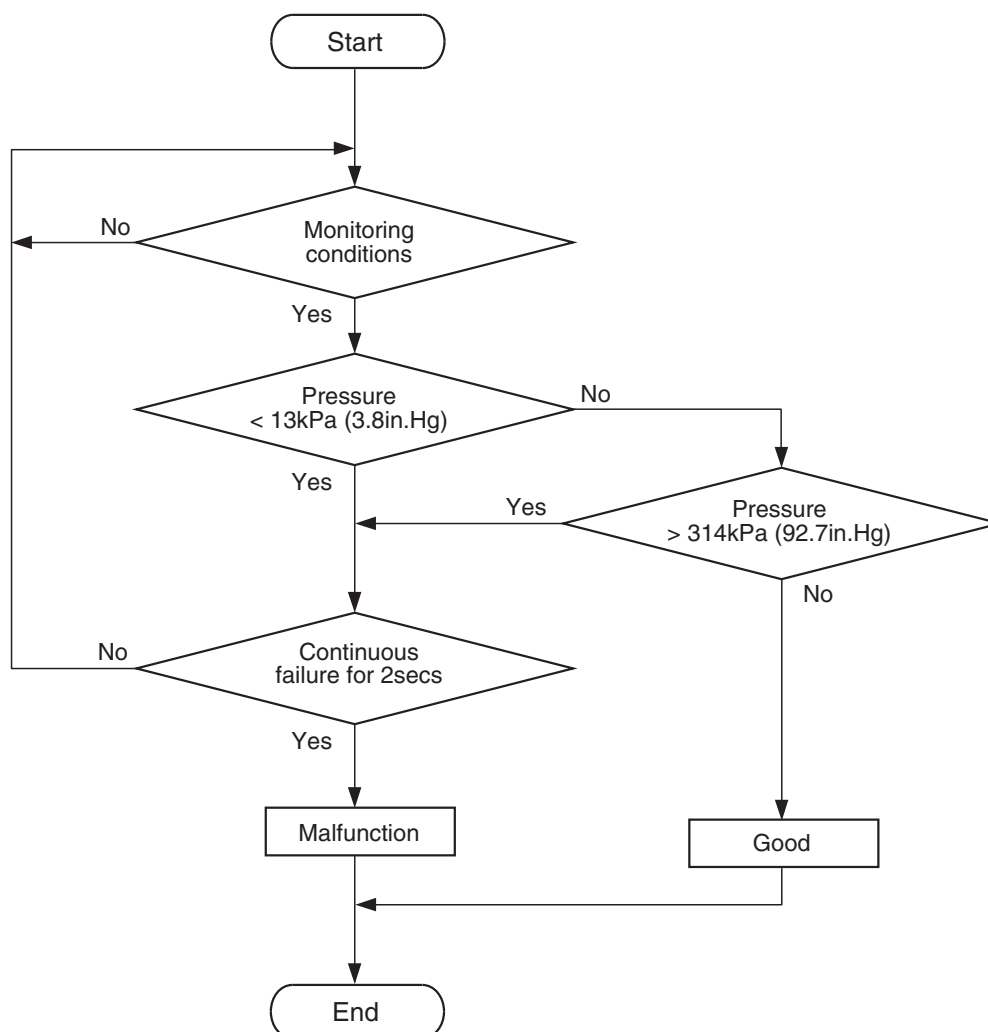 Start
No
Monitoring
conditions
Yes
Pressure
< 13kPa (3.8in.Hg)
No
Yes
Yes
Pressure
> 314kPa (92.7in.Hg)
No
No
Continuous
failure for 2secs
Yes
Malfunction
Good
End